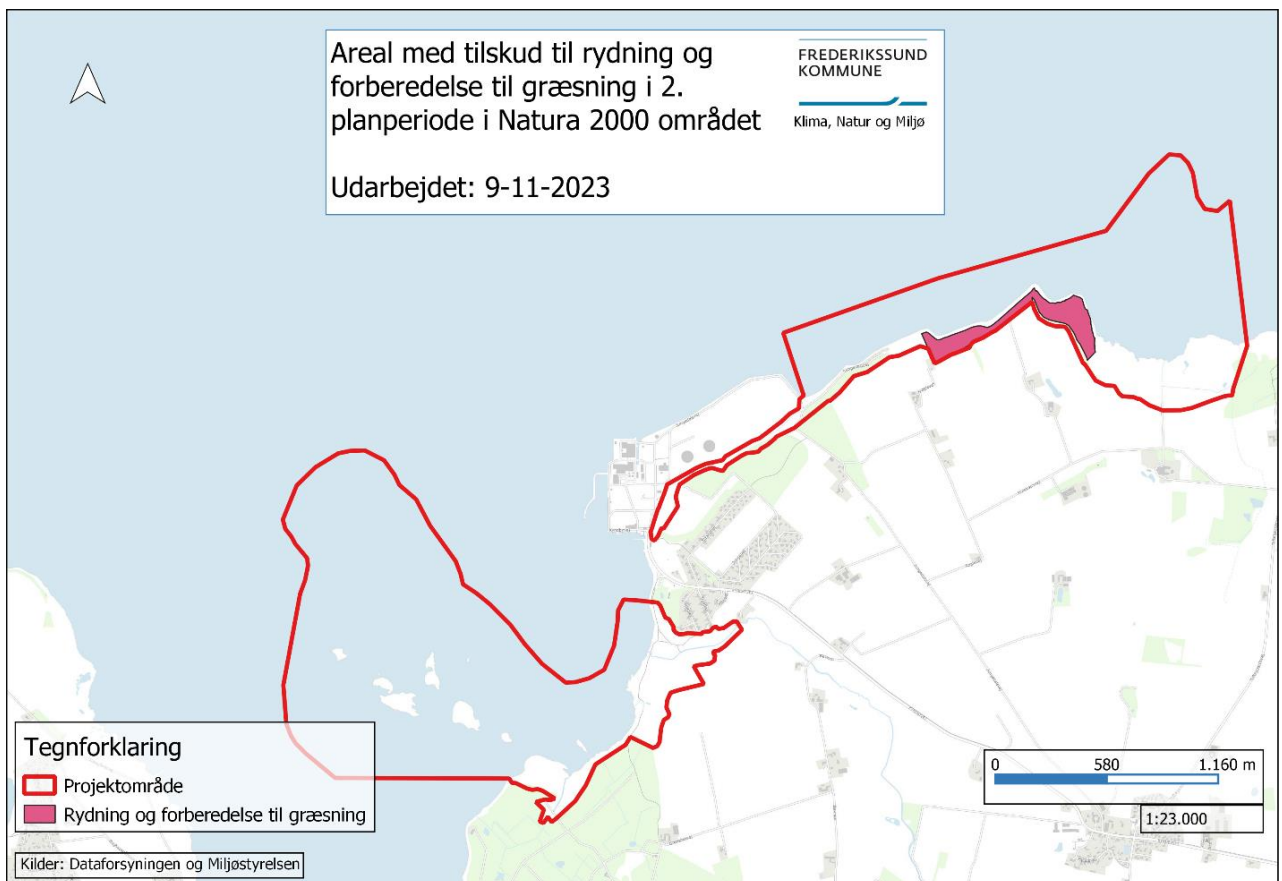 Areal med tilskud til rydning og
forberedelse til græsning i 2.
planperiode i Natura 2000 området
Udarbejdet: 9-11-2023
FREDERIKSSUND
KOMMUNE
Klima, Natur og Miljø
Tegnforklaring
Projektområde
Rydning og forberedelse til græsning
Kilder: Dataforsyningen og Miljøstyrelsen
0 580 1.160 m
1:23.000